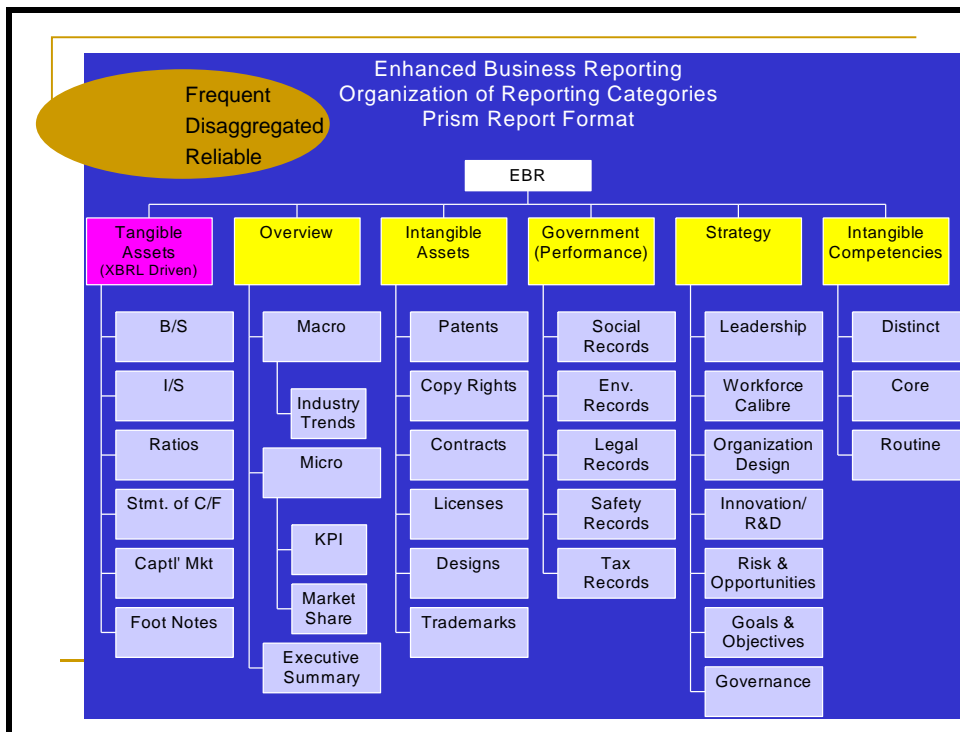 Frequent
Disaggregated
Reliable
Enhanced Business Reporting
Organization of Reporting Categories
Prism Report Format
EBR
Tangible
Assets
(XBRL Driven)
B/S
I/S
Ratios
Stmt. of C/F
Captl' Mkt
Foot Notes
Overview
Macro
Industry
Trends
Micro
KPI
Market
Share
Executive
Summary
Intangible
Assets
Patents
Copy Rights
Contracts
Licenses
Designs
Trademarks
Government
(Performance)
Social
Records
Env.
Records
Legal
Records
Safety
Records
Tax
Records
Strategy
Leadership
Workforce
Calibre
Organization
Design
Innovation/
R&D
Risk &
Opportunities
Goals &
Objectives
Governance
Intangible
Competencies
Distinct
Core
Routine